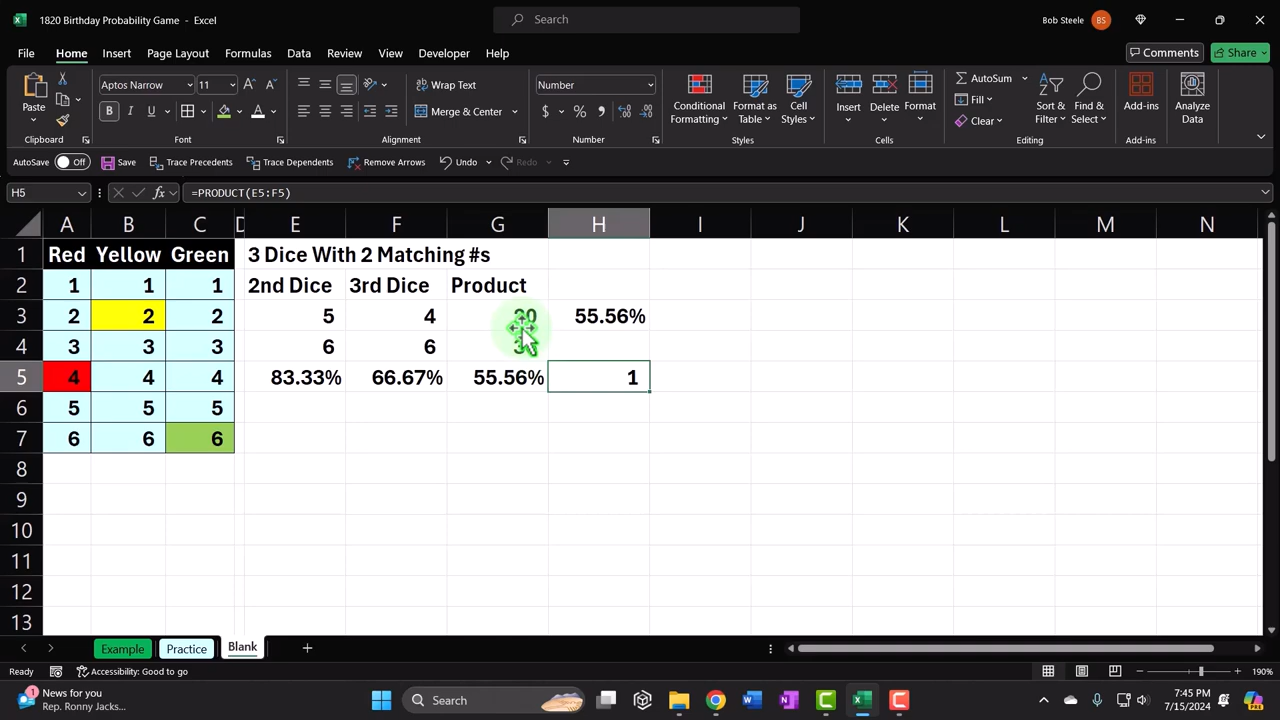 1820 Birthday Probability Game - Excel
Search
Bob Steele BS
File Home Insert Page Layout Formulas Data Review View Developer Help
Comments Share
Paste
Aptos Narrow 11
B I U
Wrap Text
Merge & Center
Number
Conditional Formatting
Format as Table
Cell Styles
Insert Delete Format
AutoSum
Fill
Clear
Sort & Filter
Find & Select
Add-ins
Analyze Data
Clipboard Font Alignment Number Styles Cells Editing Add-ins
AutoSave Off Save Trace Precedents Trace Dependents Remove Arrows Undo Redo
H5 fx =PRODUCT(E5:F5)
A B C D E F G H I J K L M N
1 Red Yellow Green 3 Dice With 2 Matching #s
2 1 1 1 2nd Dice 3rd Dice Product
3 2 2 2 5 4 55.56%
4 3 3 3 6 6
5 4 4 4 83.33% 66.67% 55.56% 1
6 5 5 5
7 6 6 6
8
9
10
11
12
13
Example Practice Blank
Ready Accessibility: Good to go 190%
1 News for you
Rep. Ronny Jacks...
Search
7:45 PM
7/15/2024